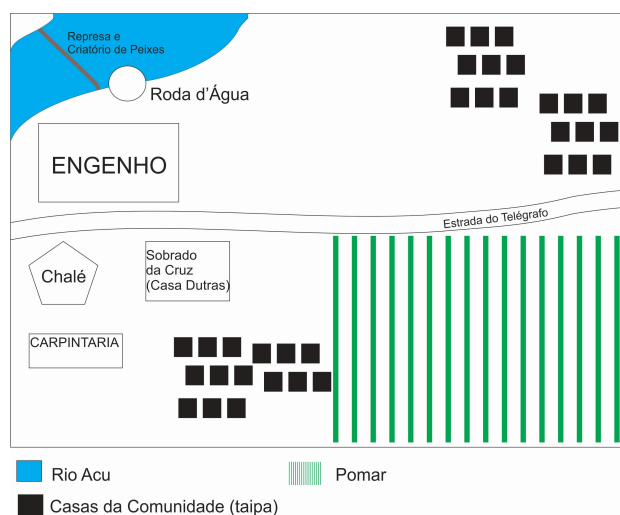 Represa e
Criatório de Peixes
Roda d'Água
ENGENHO
Estrada do Telégrafo
Chalé
Sobrado
da Cruz
(Casa Dutras)
CARPINTARIA
Rio Acu
Pomar
Casas da Comunidade (taipa)